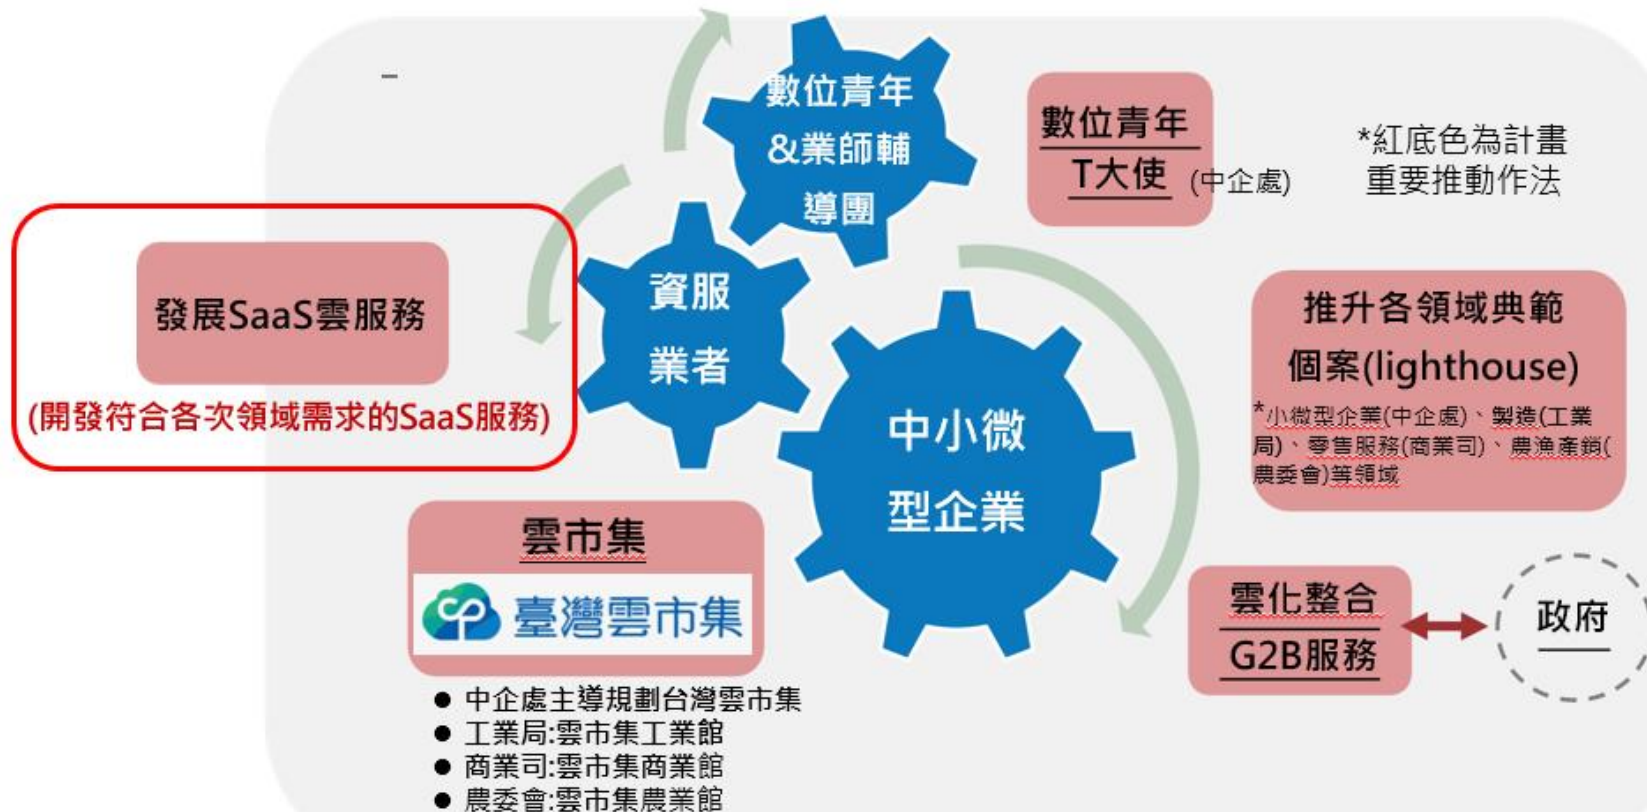 數位青年
&業師輔
導團
數位青年
T大使 (中企處)
*紅底色為計畫
重要推動作法
發展SaaS雲服務
(開發符合各次領域需求的SaaS服務)
資服
業者
中小微
型企業
推升各領域典範
個案(lighthouse)
*小微型企業(中企處)、製造(工業
局)、零售服務(商業司)、農漁產銷(
農委會)等領域
雲市集
臺灣雲市集
雲化整合
G2B服務
政府
● 中企處主導規劃台灣雲市集
● 工業局:雲市集工業館
● 商業司:雲市集商業館
● 農委會:雲市集農業館